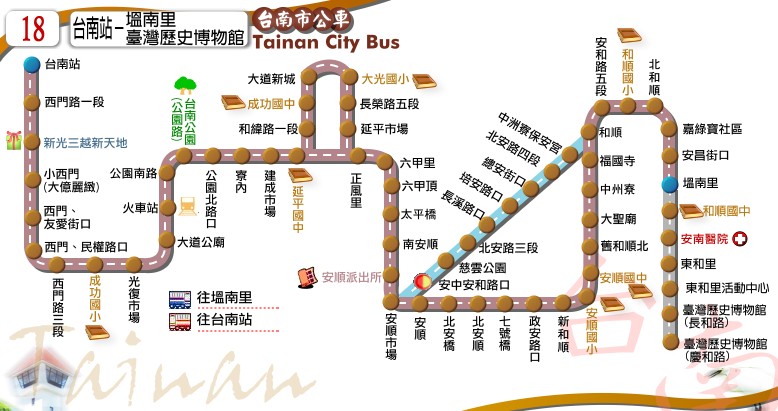 18
台南站-塭南里
臺灣歷史博物館
台南市公車
Tainan City Bus
台南站
西門路一段
新光三越新天地
小西門
(大億麗緻)
西門、
友愛街口
西門、民權路口
西門路三段
成功國小
光復市場
大道公廟
火車站
公園南路
台南公園
(公園路)
公園北路口
寮內
建成市場
延平國中
和緯路一段
成功國中
大道新城
大光國小
長榮路五段
延平市場
正風里
六甲里
六甲頂
太平橋
南安順
安順派出所
安順市場
安順
北安橋
北安順
七號橋
政安路口
新和順
安順國小
安中安和路口
慈雲公園
北安路三段
長溪路口
培安路口
總安街口
北安路四段
中洲寮保安宮
安順國中
舊和順北
大聖廟
中州寮
福國寺
和順
安和路五段
和順國小
北和順
嘉綠寶社區
安昌街口
塭南里
和順國中
安南醫院
東和里
東和里活動中心
臺灣歷史博物館
(長和路)
臺灣歷史博物館
(慶和路)
往塭南里
往台南站
Tainan
台南